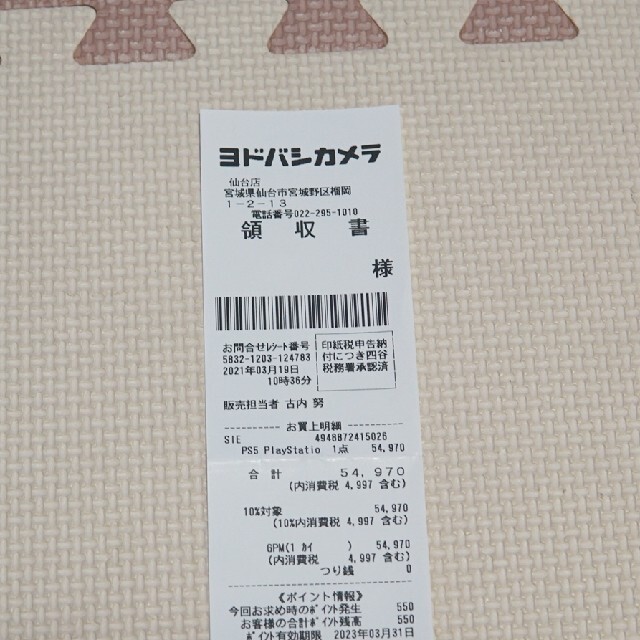 ヨドバシカメラ
仙台店
宮城県仙台市宮城野区榴岡
1-2-13
電話番号022-295-1010
領 収 書
様
お問合せレシート番号
5832-1203-124783
2021年03月19日
10時36分
印紙税申告納
付につき四谷
税務署承認済
販売担当者 古内 努
---------- お買上明細 ----------
SIE 4948872415026
PS5 PlayStatio 1点 54,970
合 計 54,970
(内消費税 4,997 含む)
10%対象 54,970
(10%内消費税 4,997 含む)
GPM(1 カイ ) 54,970
(内消費税 4,997 含む)
つり銭 0
《ポイント情報》
今回お求め時のポイント発生 550
お客様の合計ポイント残高 550
ポイント有効期限 2023年03月31日